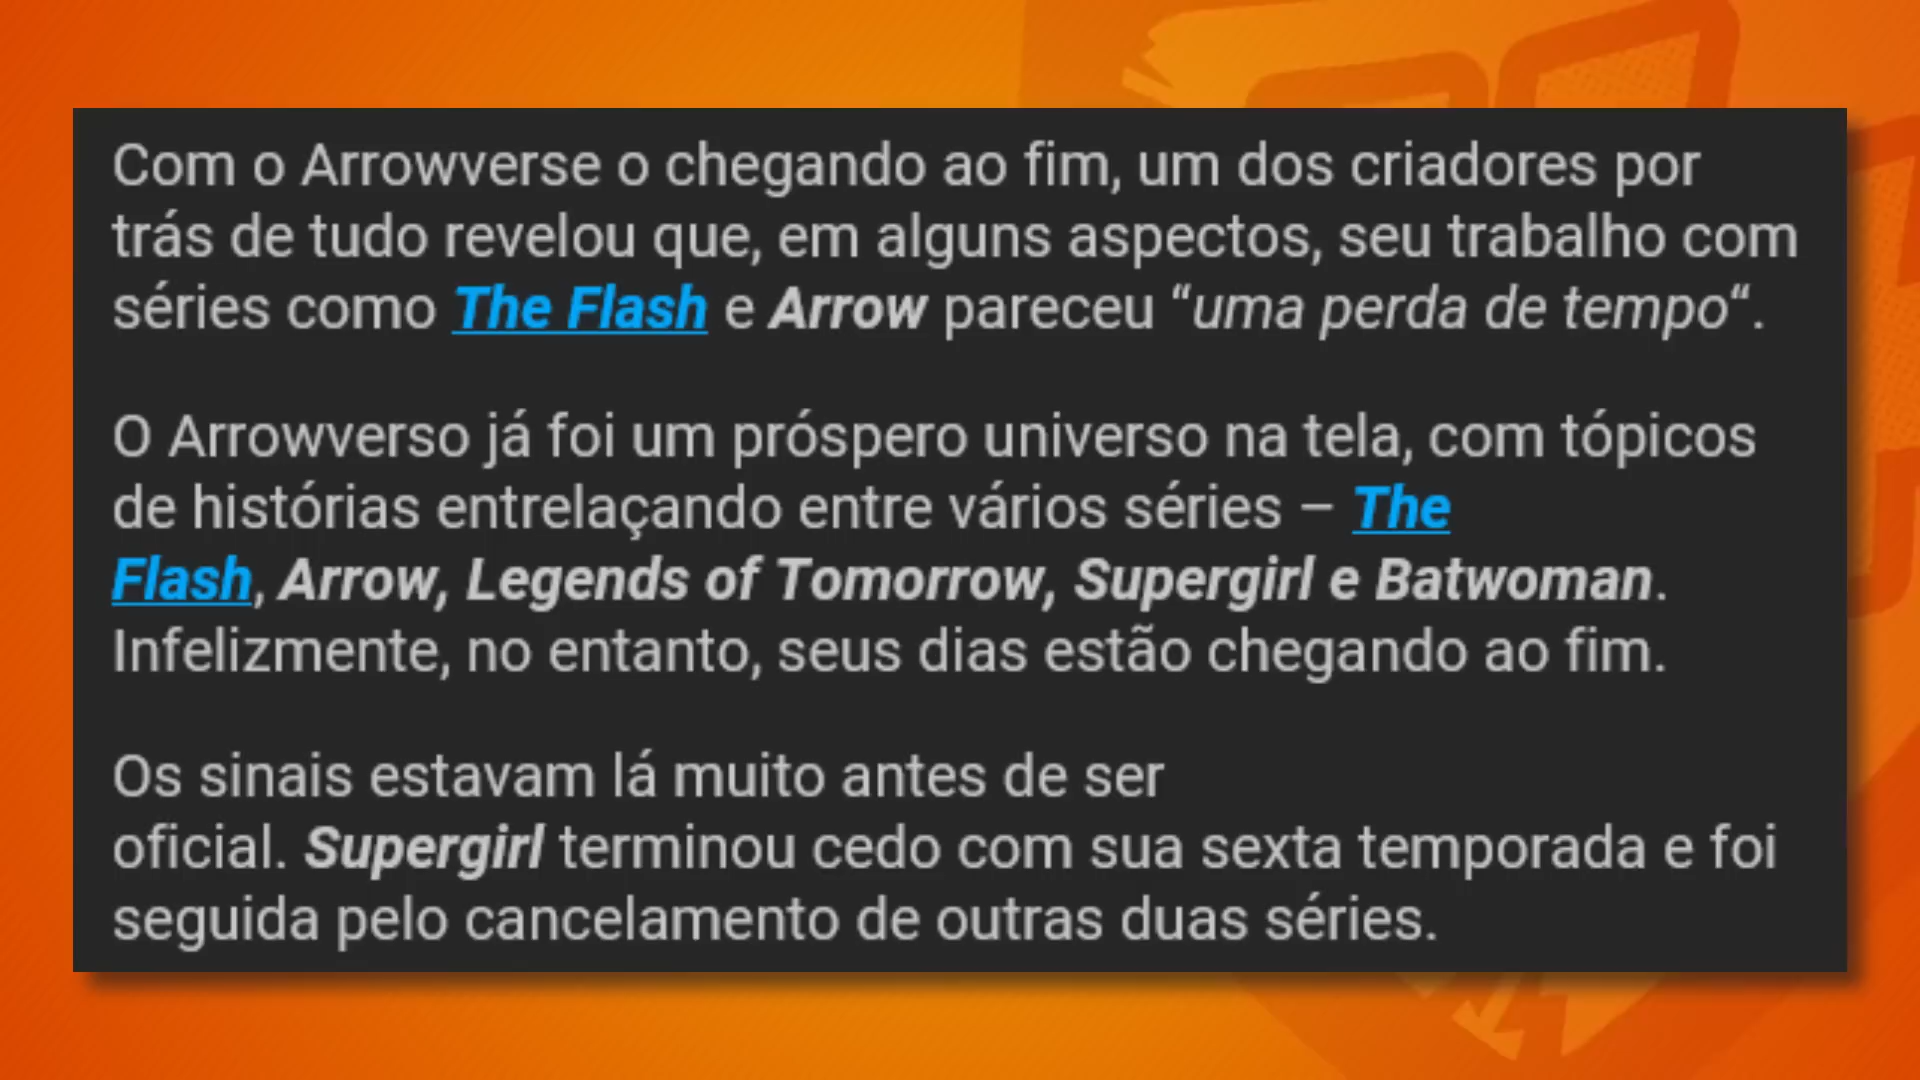 Com o Arrowverse o chegando ao fim, um dos criadores por
trás de tudo revelou que, em alguns aspectos, seu trabalho com
séries como The Flash e Arrow pareceu “uma perda de tempo“.
O Arrowverso já foi um próspero universo na tela, com tópicos
de histórias entrelaçando entre vários séries – The
Flash, Arrow, Legends of Tomorrow, Supergirl e Batwoman.
Infelizmente, no entanto, seus dias estão chegando ao fim.
Os sinais estavam lá muito antes de ser
oficial. Supergirl terminou cedo com sua sexta temporada e foi
seguida pelo cancelamento de outras duas séries.